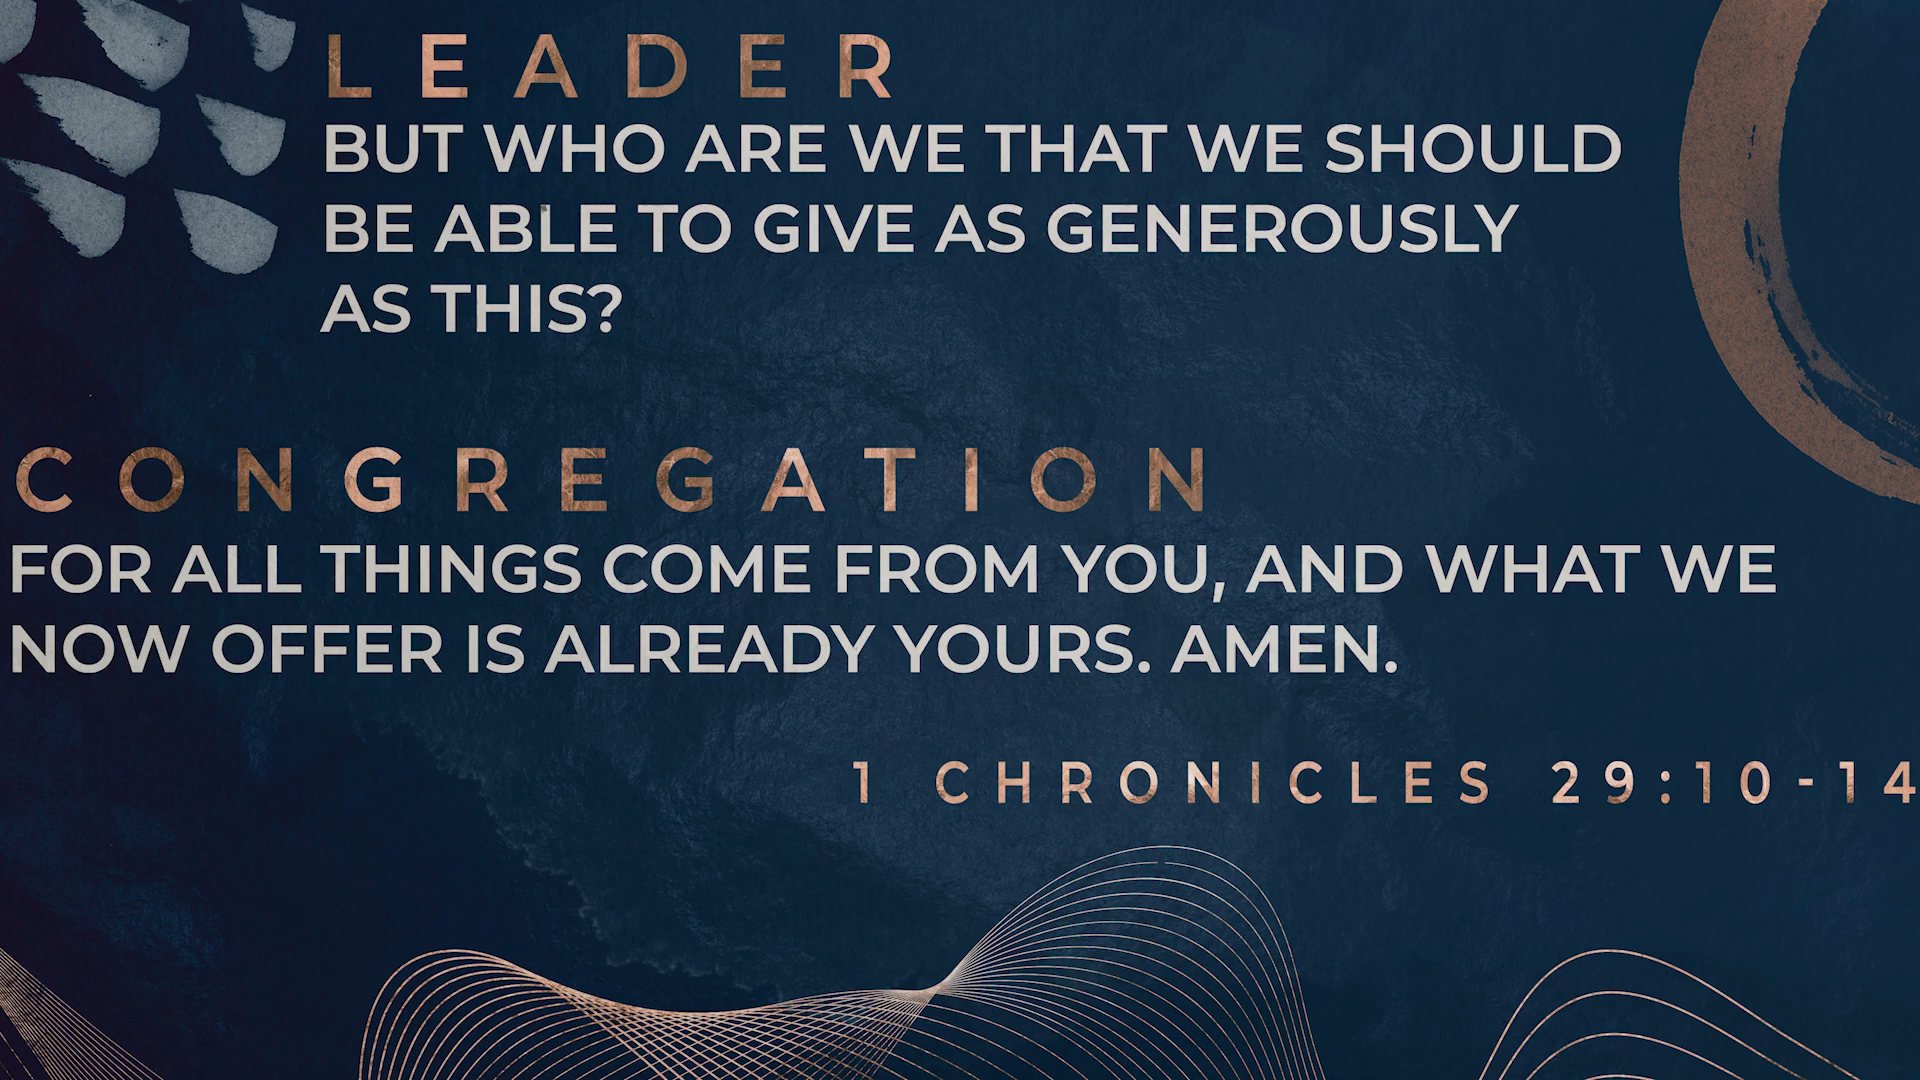 LEADER
BUT WHO ARE WE THAT WE SHOULD
BE ABLE TO GIVE AS GENEROUSLY
AS THIS?
CONGREGATION
FOR ALL THINGS COME FROM YOU, AND WHAT WE
NOW OFFER IS ALREADY YOURS. AMEN.
1 CHRONICLES 29:10-14